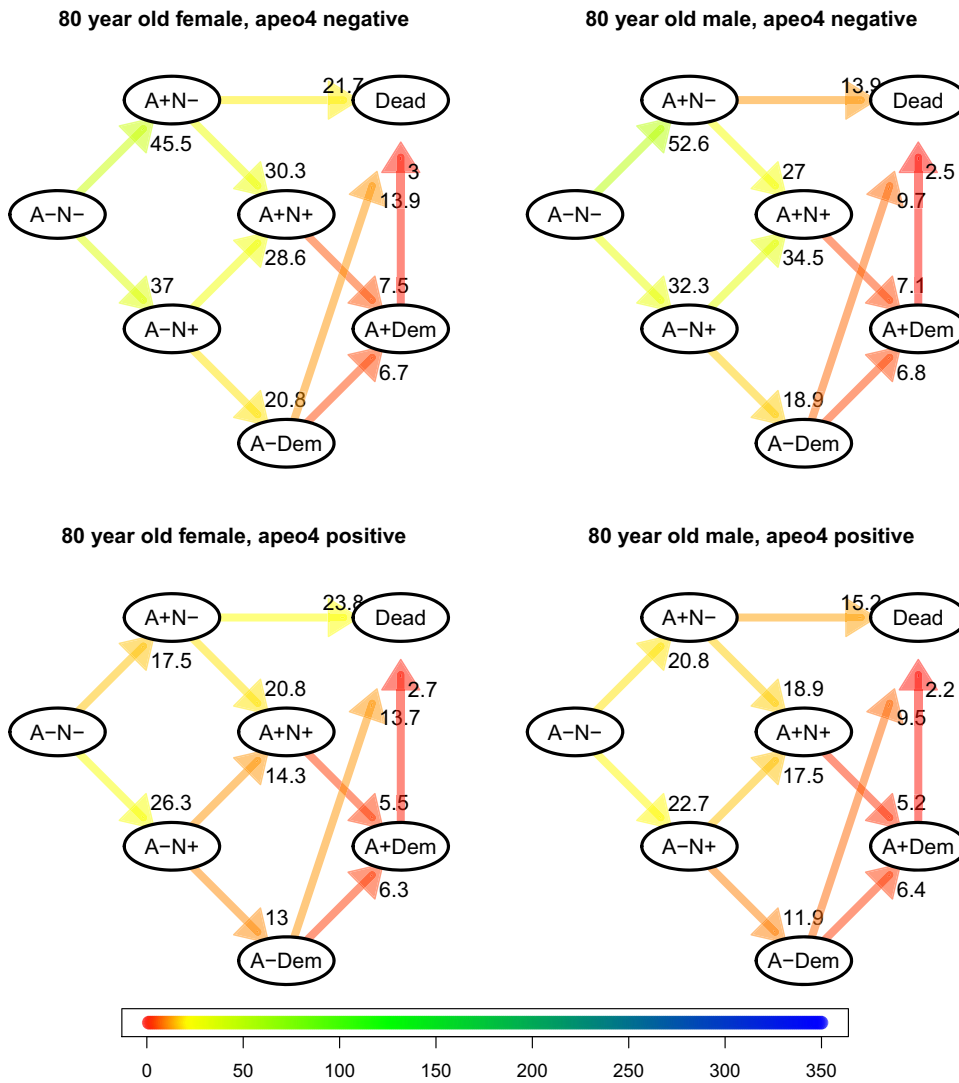 80 year old female, apeo4 negative
A+N−
21.7
Dead
45.5
30.3
3
13.9
A−N−
A+N+
28.6
37
7.5
A−N+
A+Dem
6.7
20.8
A−Dem
80 year old male, apeo4 negative
A+N−
13.9
Dead
52.6
27
2.5
9.7
A−N−
A+N+
34.5
32.3
7.1
A−N+
A+Dem
6.8
18.9
A−Dem
80 year old female, apeo4 positive
A+N−
23.8
Dead
17.5
20.8
2.7
13.7
A−N−
A+N+
14.3
26.3
5.5
A−N+
A+Dem
6.3
13
A−Dem
80 year old male, apeo4 positive
A+N−
15.2
Dead
20.8
18.9
2.2
9.5
A−N−
A+N+
17.5
22.7
5.2
A−N+
A+Dem
6.4
11.9
A−Dem
0 50 100 150 200 250 300 350